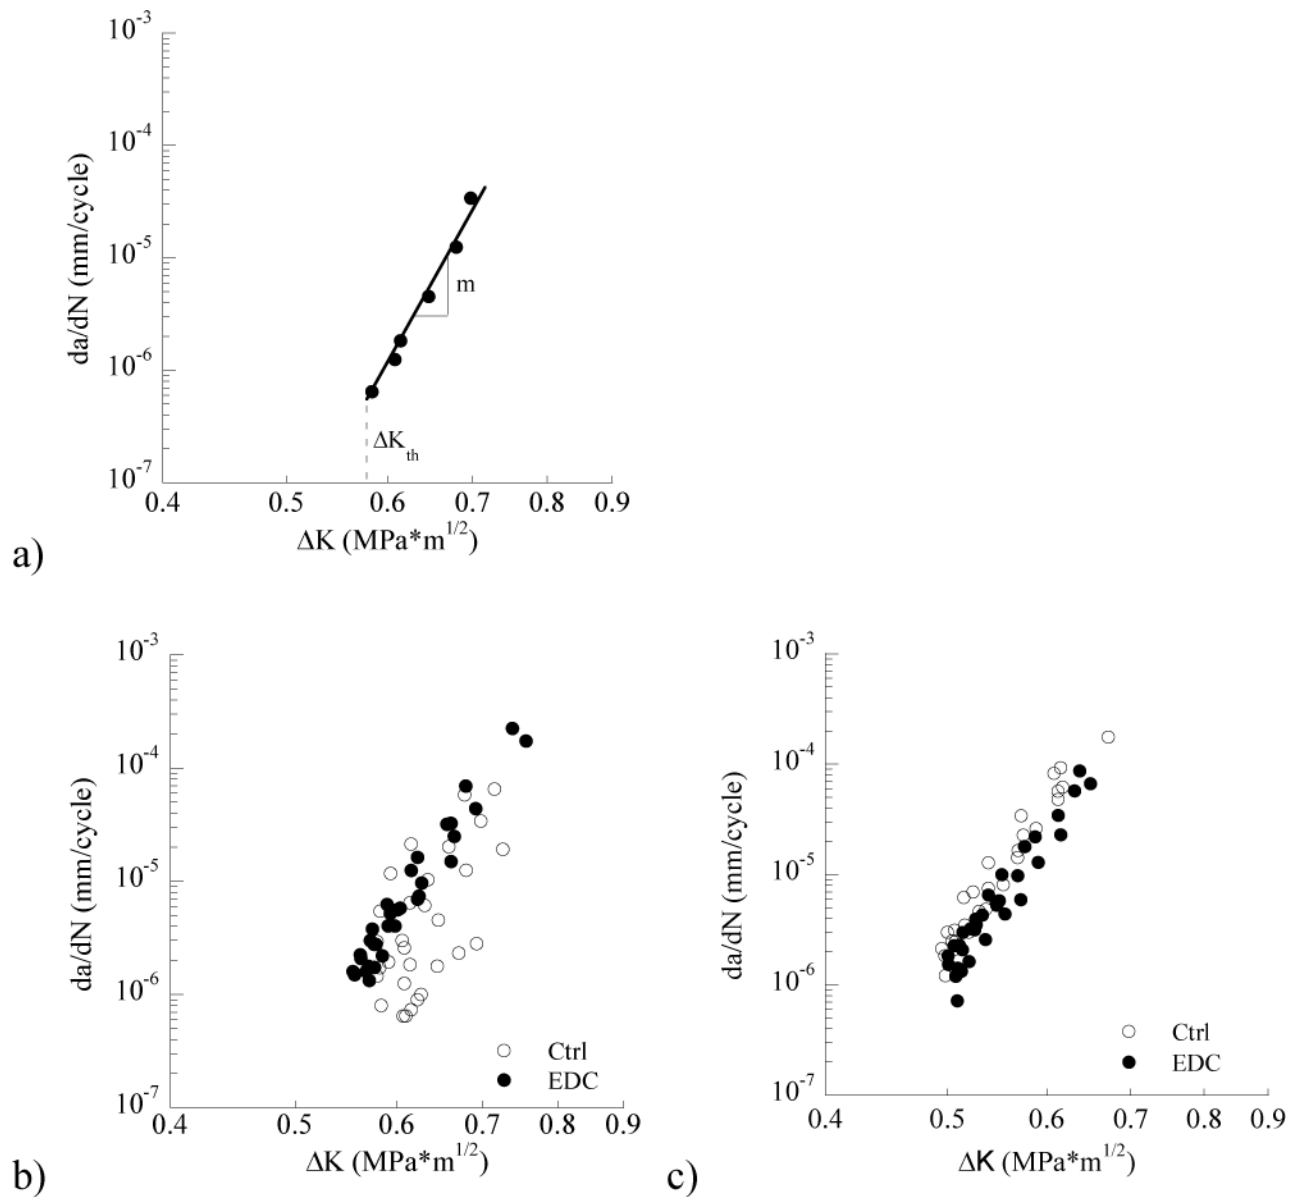 10-3
10-4
10-5
10-6
10-7
da/dN (mm/cycle)
m
ΔKth
0.4 0.5 0.6 0.7 0.8 0.9
ΔK (MPa*m1/2)
a)
10-3
10-4
10-5
10-6
10-7
da/dN (mm/cycle)
Ctrl
EDC
0.4 0.5 0.6 0.7 0.8 0.9
ΔK (MPa*m1/2)
b)
10-3
10-4
10-5
10-6
10-7
da/dN (mm/cycle)
Ctrl
EDC
0.4 0.5 0.6 0.7 0.8 0.9
ΔK (MPa*m1/2)
c)